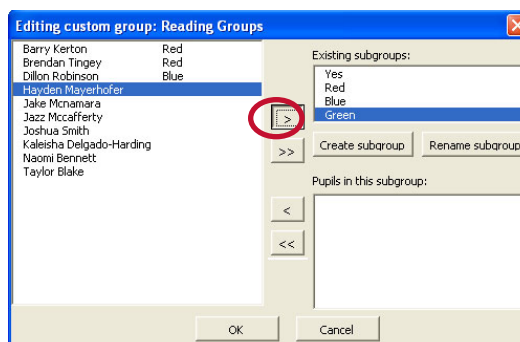 Editing custom group: Reading Groups
Barry Kerton Red
Brendan Tingey Red
Dillon Robinson Blue
Hayden Mayerhofer
Jake Mcnamara
Jazz Mccafferty
Joshua Smith
Kaleisha Delgado-Harding
Naomi Bennett
Taylor Blake
>
>>
<
<<
Existing subgroups:
Yes
Red
Blue
Green
Create subgroup Rename subgroup
Pupils in this subgroup:
OK Cancel